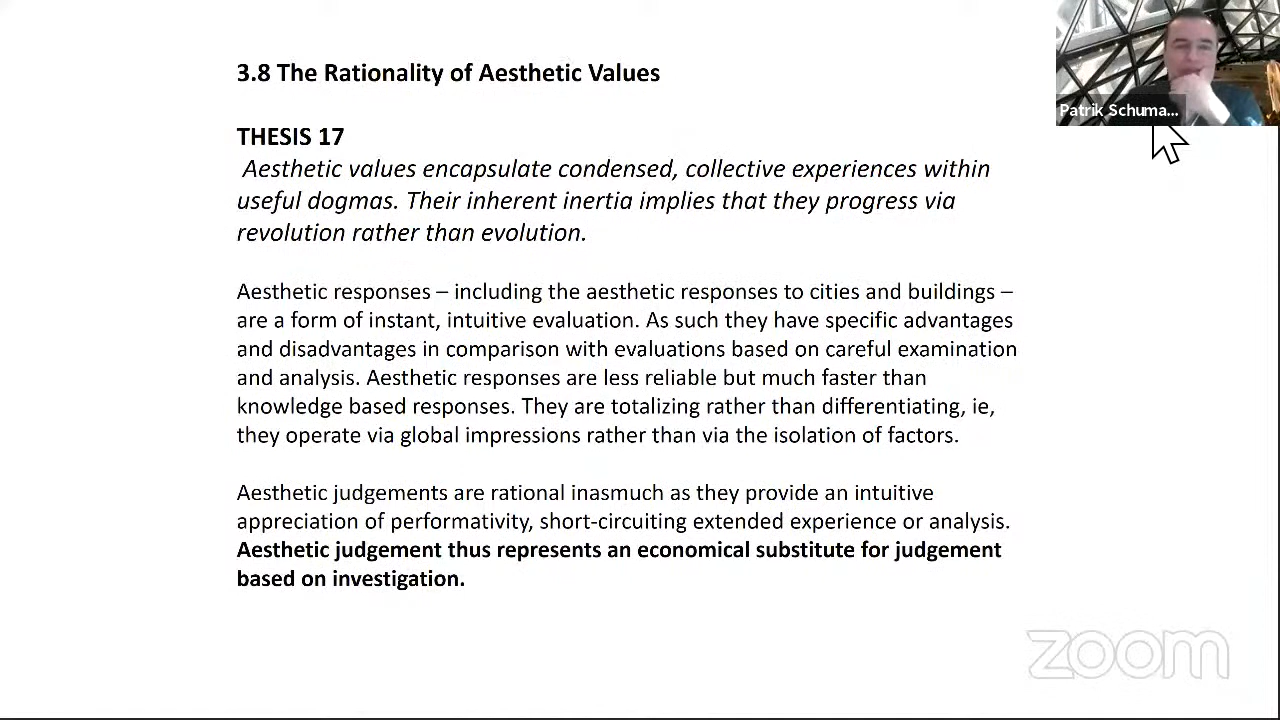 3.8 The Rationality of Aesthetic Values
Patrik Schuma...
THESIS 17
Aesthetic values encapsulate condensed, collective experiences within
useful dogmas. Their inherent inertia implies that they progress via
revolution rather than evolution.
Aesthetic responses – including the aesthetic responses to cities and buildings –
are a form of instant, intuitive evaluation. As such they have specific advantages
and disadvantages in comparison with evaluations based on careful examination
and analysis. Aesthetic responses are less reliable but much faster than
knowledge based responses. They are totalizing rather than differentiating, ie,
they operate via global impressions rather than via the isolation of factors.
Aesthetic judgements are rational inasmuch as they provide an intuitive
appreciation of performativity, short-circuiting extended experience or analysis.
Aesthetic judgement thus represents an economical substitute for judgement
based on investigation.
zoom